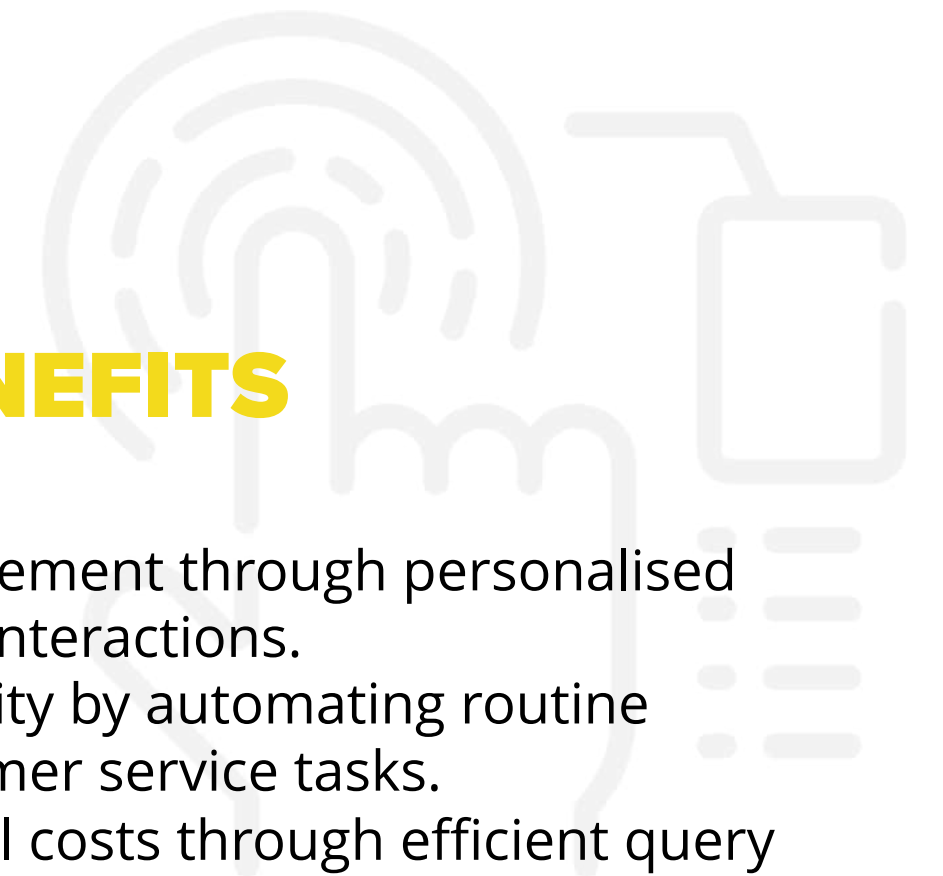 NEFITS
ement through personalised
nteractions.
ity by automating routine
mer service tasks.
l costs through efficient query